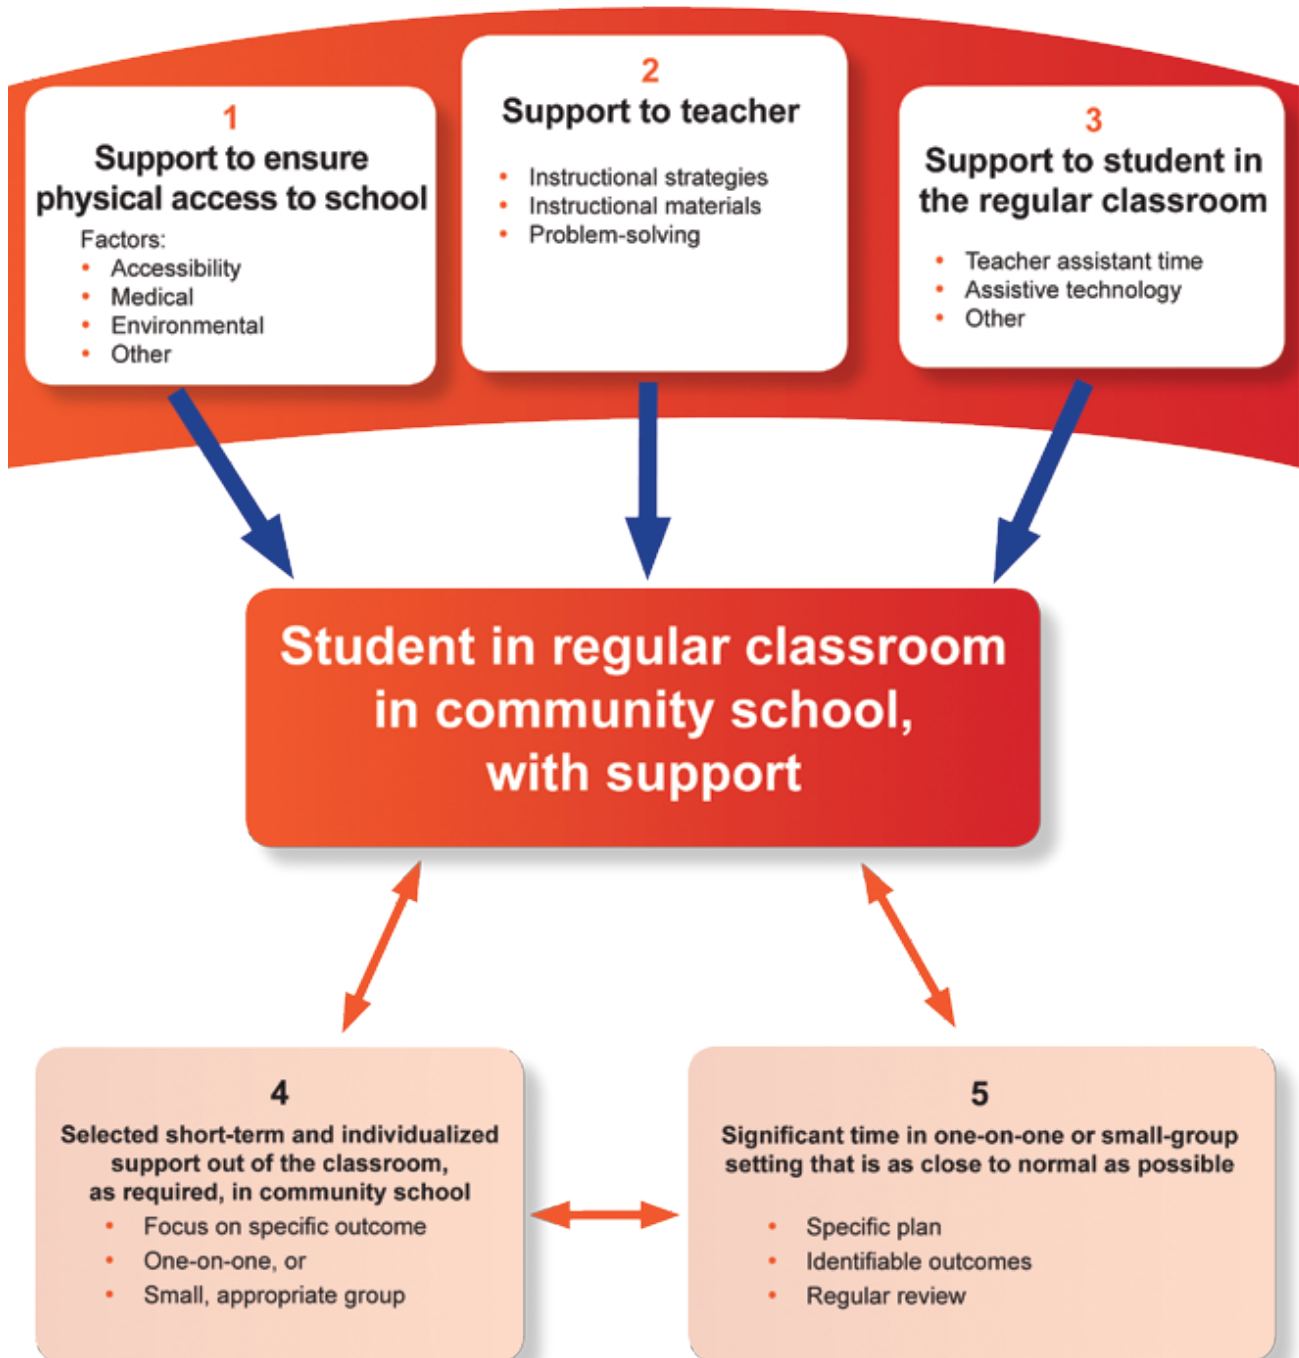 1
Support to ensure
physical access to school
Factors:
• Accessibility
• Medical
• Environmental
• Other
2
Support to teacher
• Instructional strategies
• Instructional materials
• Problem-solving
3
Support to student in
the regular classroom
• Teacher assistant time
• Assistive technology
• Other
Student in regular classroom
in community school,
with support
4
Selected short-term and individualized
support out of the classroom,
as required, in community school
• Focus on specific outcome
• One-on-one, or
• Small, appropriate group
5
Significant time in one-on-one or small-group
setting that is as close to normal as possible
• Specific plan
• Identifiable outcomes
• Regular review